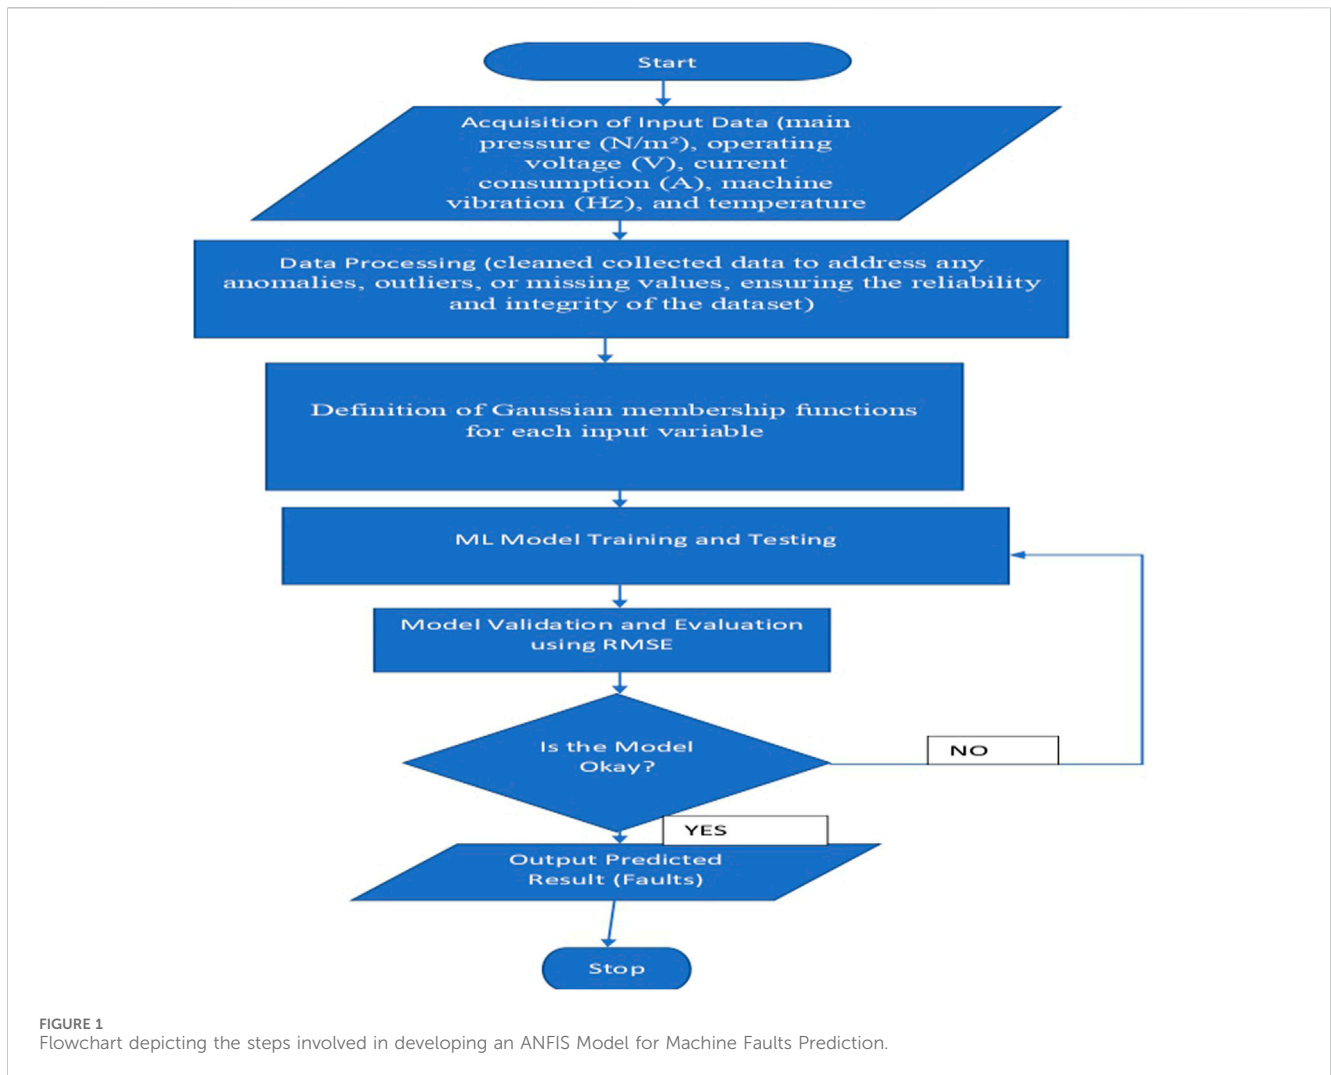 Start
Acquisition of Input Data (main
pressure (N/m²), operating
voltage (V), current
consumption (A), machine
vibration (Hz), and temperature
Data Processing (cleaned collected data to address any
anomalies, outliers, or missing values, ensuring the reliability
and integrity of the dataset)
Definition of Gaussian membership functions
for each input variable
ML Model Training and Testing
Model Validation and Evaluation
using RMSE
Is the Model
Okay?
NO
YES
Output Predicted
Result (Faults)
Stop
FIGURE 1
Flowchart depicting the steps involved in developing an ANFIS Model for Machine Faults Prediction.